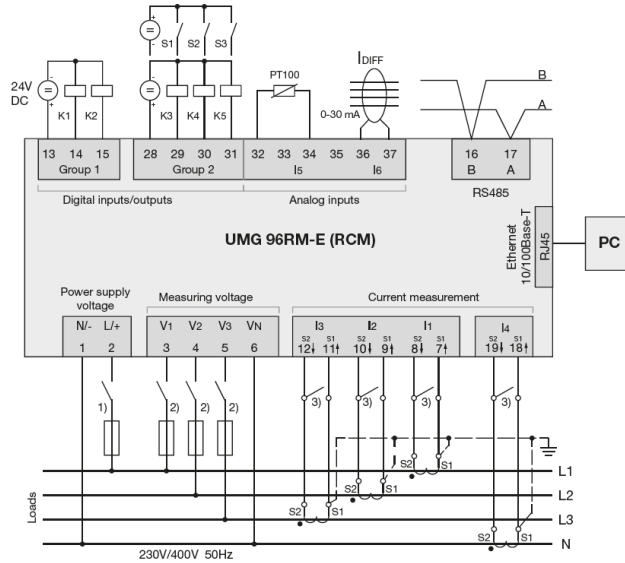 S1 S2 S3
24V
DC
K1 K2
K3 K4 K5
PT100
IDIFF
0-30 mA
B
A
13 14 15
Group 1
28 29 30 31
Group 2
32 33 34 35 36 37
I5 I6
16 17
B A
RS485
Digital inputs/outputs
Analog inputs
UMG 96RM-E (RCM)
Ethernet
10/100Base-T
RJ45
PC
Power supply
voltage
Measuring voltage
Current measurement
N/- L/+
1 2
V1 V2 V3 VN
3 4 5 6
I3 I2 I1
S2 S1 S2 S1 S2 S1
12 11 10 9 8 7
I4
S2 S1
19 18
1) 2) 2) 2)
3) 3) 3) 3)
S2 S1
L1
S2 S1
L2
S2 S1
L3
S2 S1
N
Loads
230V/400V 50Hz